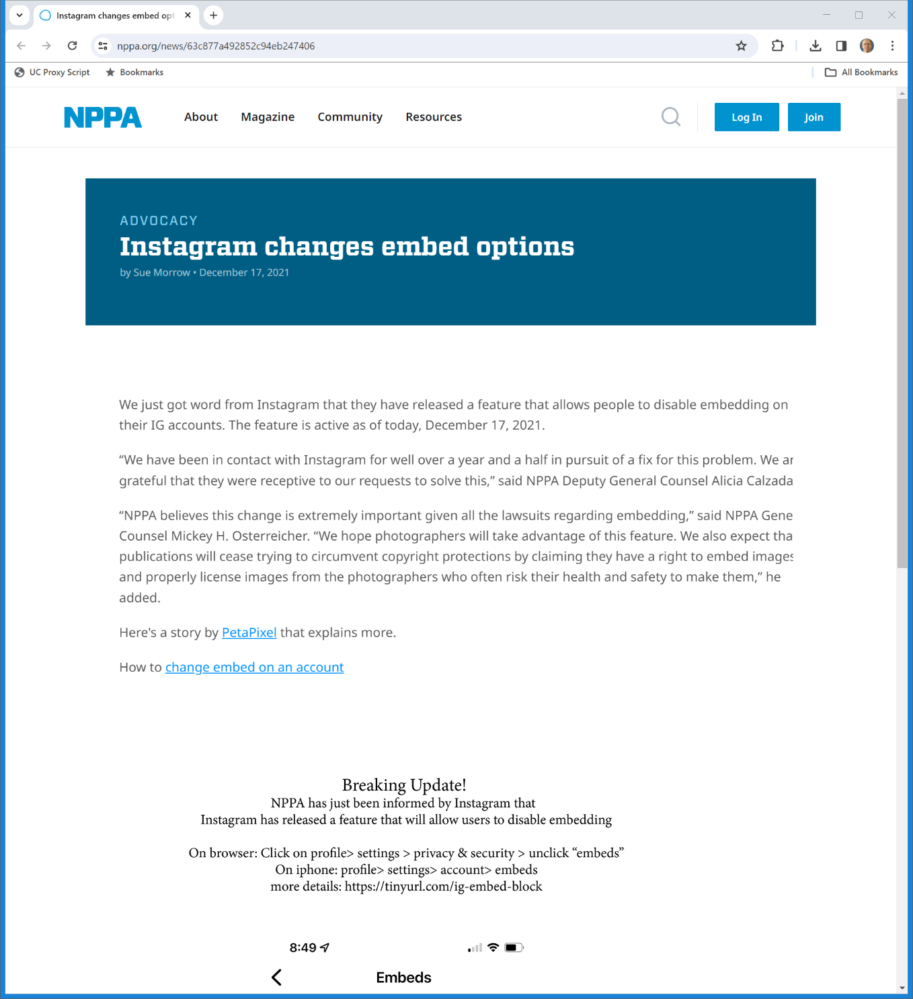 Instagram changes embed opt
nppa.org/news/63c877a492852c94eb247406
UC Proxy Script
Bookmarks
All Bookmarks
NPPA
About
Magazine
Community
Resources
Log In
Join
ADVOCACY
Instagram changes embed options
by Sue Morrow • December 17, 2021
We just got word from Instagram that they have released a feature that allows people to disable embedding on
their IG accounts. The feature is active as of today, December 17, 2021.
“We have been in contact with Instagram for well over a year and a half in pursuit of a fix for this problem. We ar
grateful that they were receptive to our requests to solve this,” said NPPA Deputy General Counsel Alicia Calzada
“NPPA believes this change is extremely important given all the lawsuits regarding embedding,” said NPPA Gene
Counsel Mickey H. Osterreicher. “We hope photographers will take advantage of this feature. We also expect tha
publications will cease trying to circumvent copyright protections by claiming they have a right to embed images
and properly license images from the photographers who often risk their health and safety to make them,” he
added.
Here's a story by PetaPixel that explains more.
How to change embed on an account
Breaking Update!
NPPA has just been informed by Instagram that
Instagram has released a feature that will allow users to disable embedding
On browser: Click on profile> settings > privacy & security > unclick “embeds”
On iphone: profile> settings> account> embeds
more details: https://tinyurl.com/ig-embed-block
8:49
Embeds